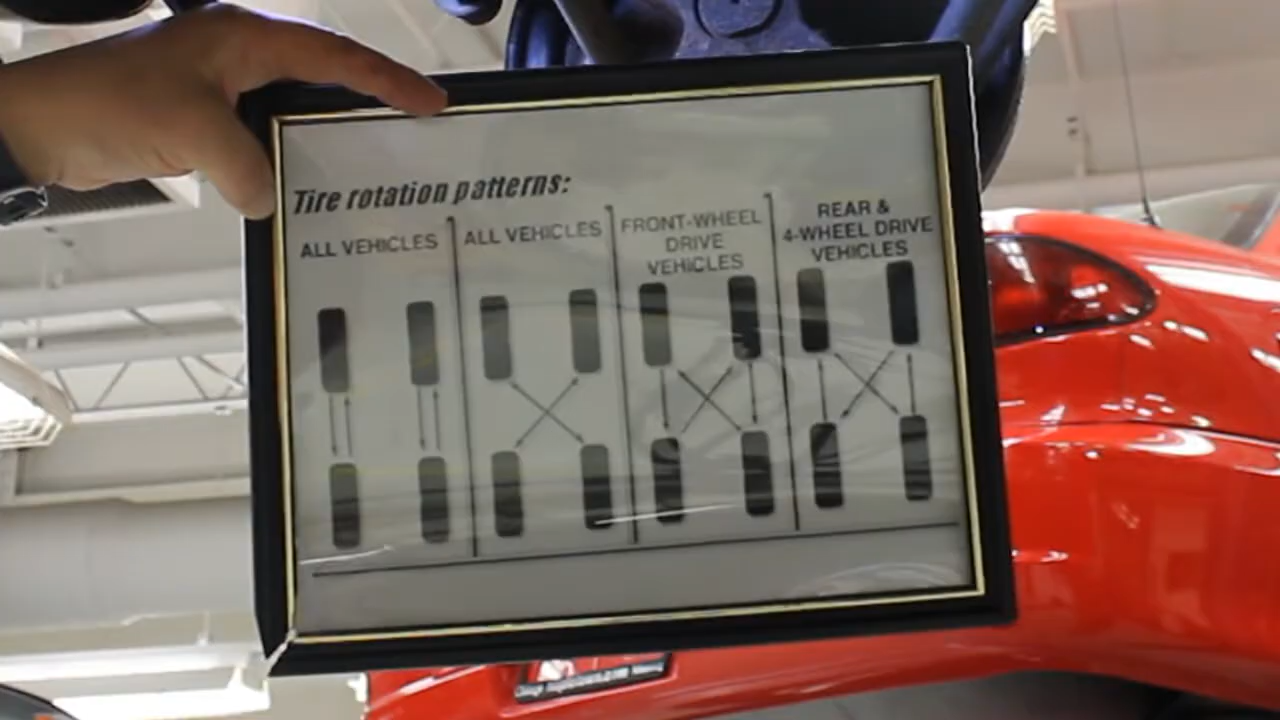 Tire rotation patterns:
ALL VEHICLES
ALL VEHICLES
FRONT-WHEEL
DRIVE
VEHICLES
REAR &
4-WHEEL DRIVE
VEHICLES